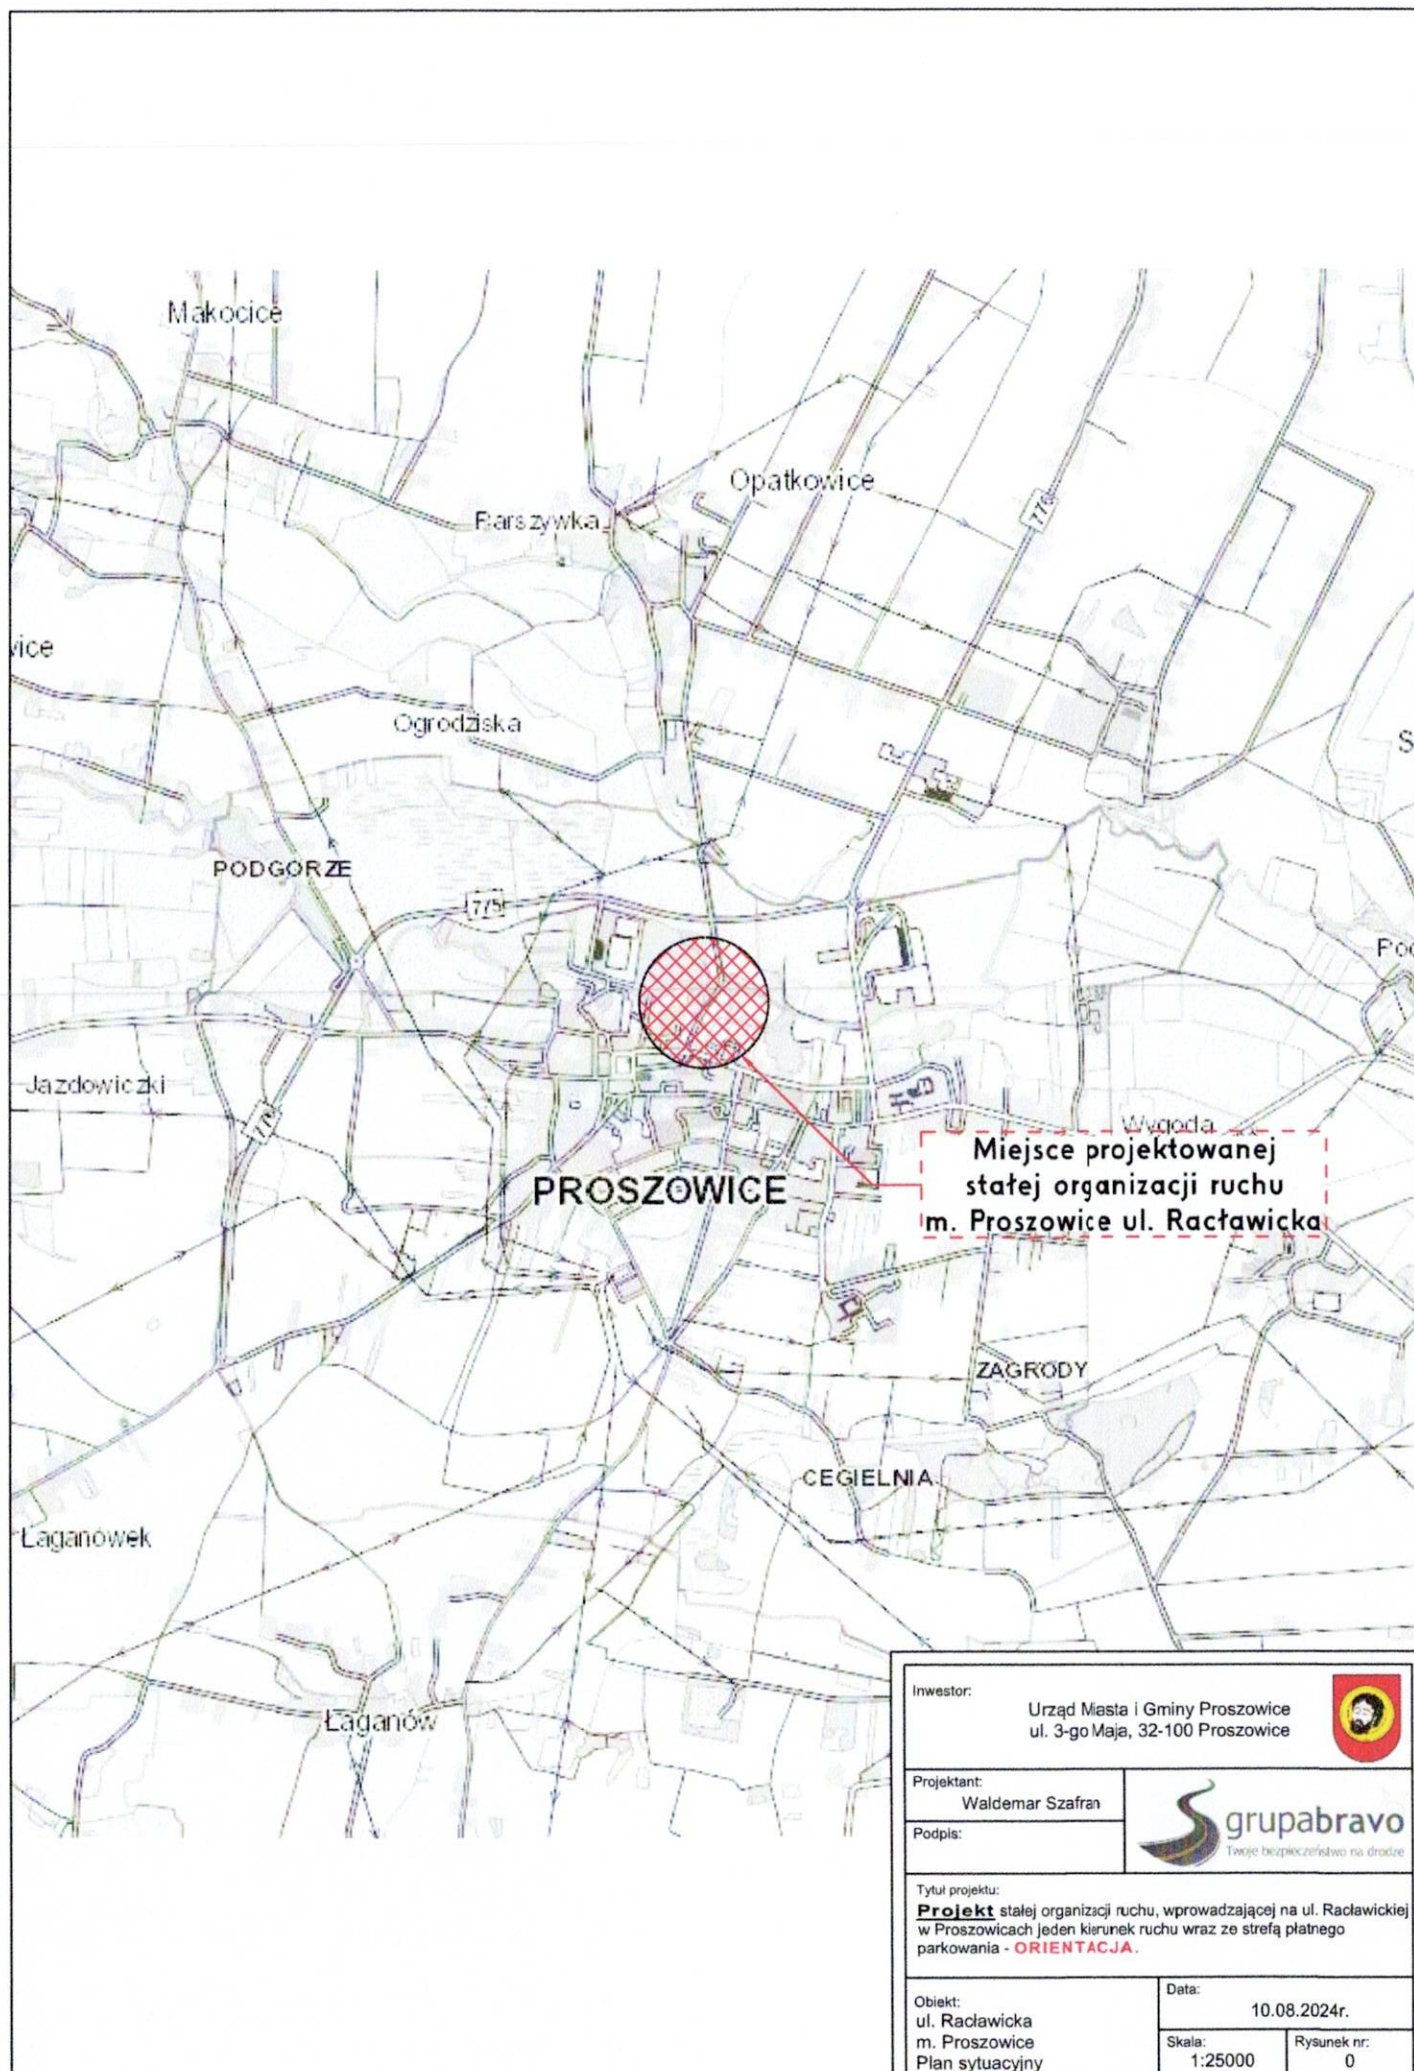 Makocice
Opatkowice
Parszywka
776
vice
Ogrodziska
S
PODGORZE
775
Poc
Jazdowiczki
776
Wygoda
Miejsce projektowanej
stałej organizacji ruchu
m. Proszowice ul. Racławicka
PROSZOWICE
ZAGRODY
CEGIELNIA
Łaganówek
Łaganów
Inwestor:
Urząd Miasta i Gminy Proszowice
ul. 3-go Maja, 32-100 Proszowice
Projektant:
Waldemar Szafran
Podpis:
grupabravo
Twoje bezpieczeństwo na drodze
Tytuł projektu:
Projekt stałej organizacji ruchu, wprowadzającej na ul. Racławickiej
w Proszowicach jeden kierunek ruchu wraz ze strefą płatnego
parkowania - ORIENTACJA.
Obiekt:
ul. Racławicka
m. Proszowice
Plan sytuacyjny
Data:
10.08.2024r.
Skala:
1:25000
Rysunek nr:
0